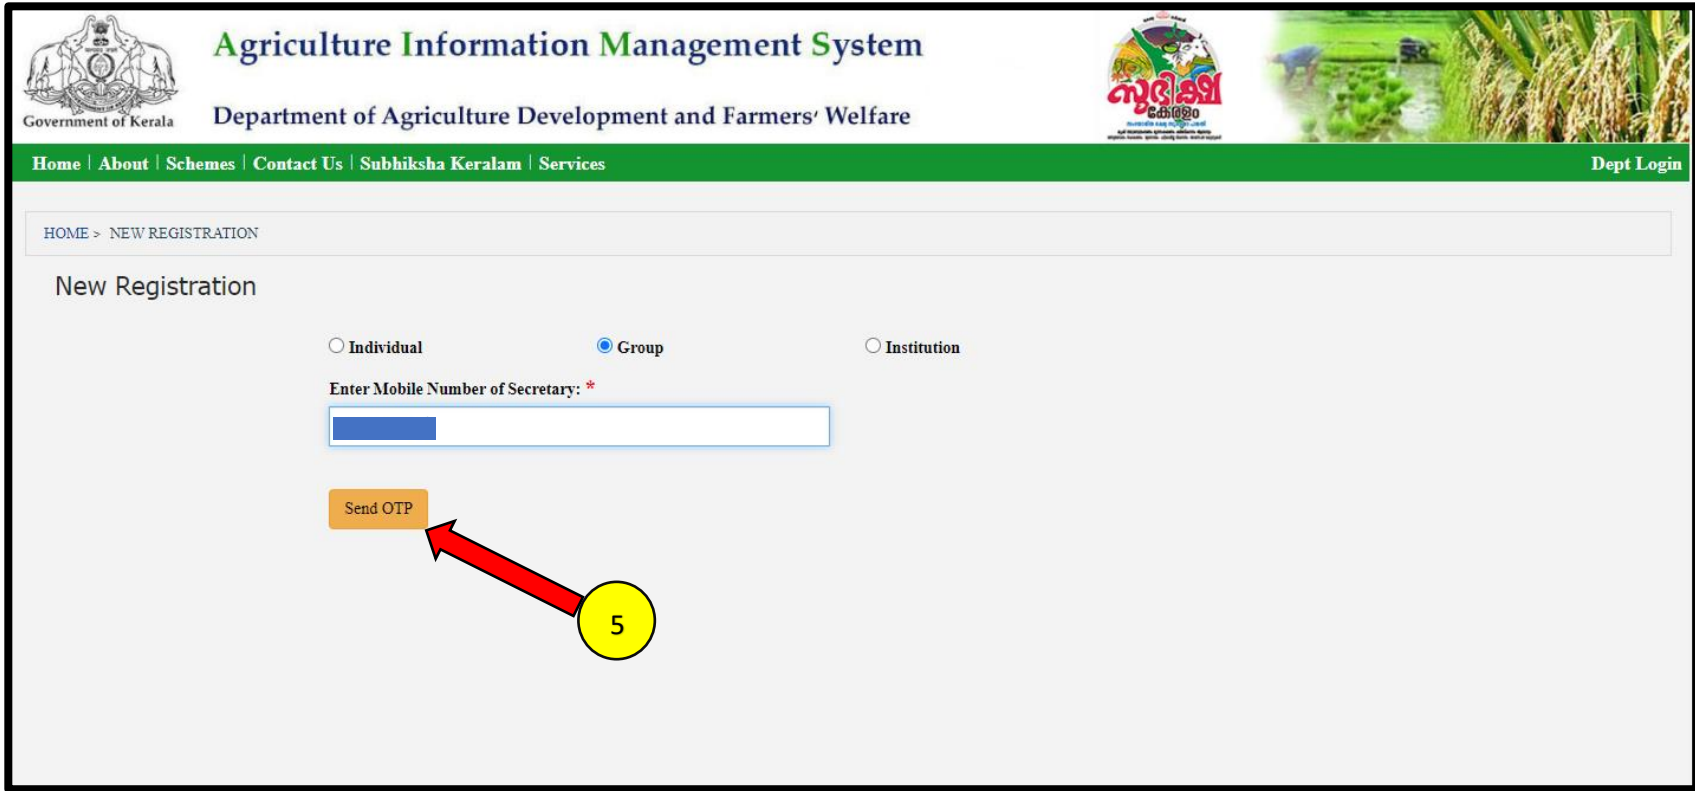 Agriculture Information Management System
Department of Agriculture Development and Farmers' Welfare
Government of Kerala
സുഭിക്ഷ
കേരളം
Home | About | Schemes | Contact Us | Subhiksha Keralam | Services
Dept Login
HOME > NEW REGISTRATION
New Registration
Individual
Group
Institution
Enter Mobile Number of Secretary: *
Send OTP
5